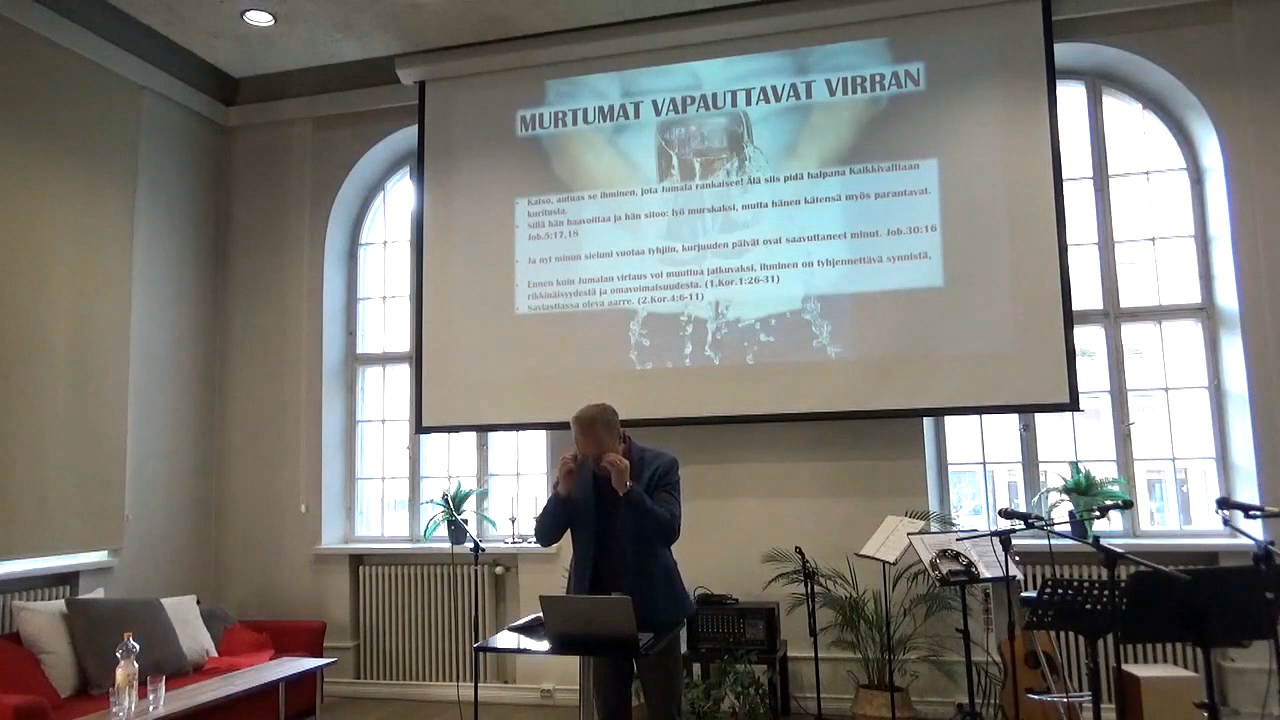 MURTUMAT VAPAUTTAVAT VIRRAN
- Katso, autuas se ihminen, jota Jumala rankaisee! Älä siis pidä halpana Kaikkivaltiaan
kuritusta.
- Sillä hän haavoittaa ja hän sitoo: lyö murskaksi, mutta hänen kätensä myös parantavat.
Job.5:17,18
- Ja nyt minun sieluni vuotaa tyhjiin, kurjuuden päivät ovat saavuttaneet minut. Job.30:16
- Ennen kuin Jumalan virtaus voi muuttua jatkuvaksi, ihminen on tyhjennettävä synnistä,
rikkinäisyydestä ja omavoimaisuudesta. (1.Kor.1:26-31)
- Saviastiassa oleva aarre. (2.Kor.4:6-11)